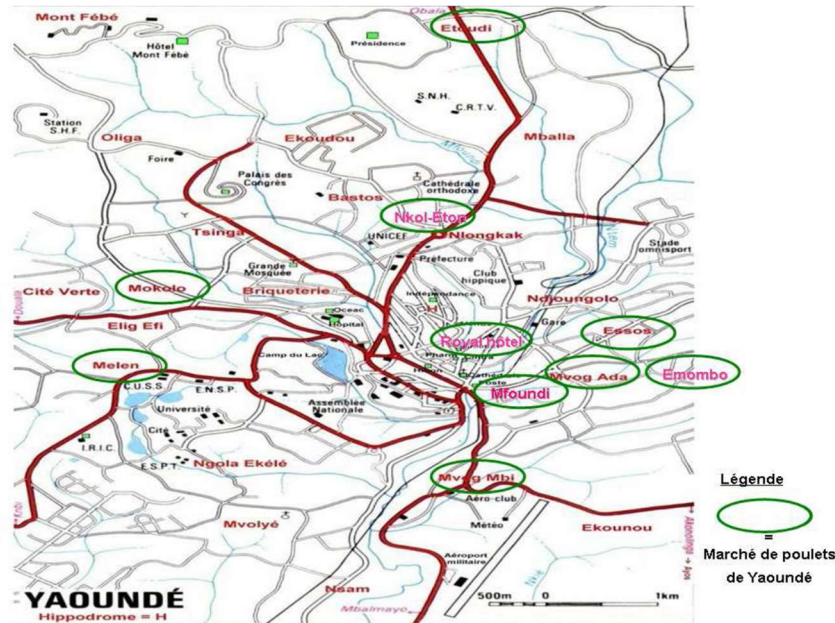 Mont Fébé
Hôtel
Mont Fébé
Présidence
Obala
Etoudi
S.N.H.
C.R.T.V.
Station
S.H.F.
Oliga
Foire
Ekoudou
Mballa
Palais des
Congrès
Bastos
Cathédrale
orthodoxe
Nkol-Eton
Tsinga
UNICEF
Nlongkak
Préfecture
Stade
omnisport
Grande
Mosquée
Club
hippique
Cité Verte
Mokolo
Briqueterie
Indépendance
H
Ndjoungolo
Douala
Elig Efi
Oceac
Hôpital
Gare
Essos
Royal hôtel
Melen
Camp du Lac
Mvog Ada
Emombo
C.U.S.S.
E.N.S.P.
Mfoundi
Université
Assemblée
Nationale
Cité
I.R.I.C.
E.S.P.T.
Ngola Ekélé
Mvog Mbi
Légende
Aéro-club
Mvolyé
Météo
Ekounou
=
Marché de poulets
de Yaoundé
Aéroport
militaire
Nsam
YAOUNDÉ
Hippodrome = H
Mbalmayo
500m 0 1km